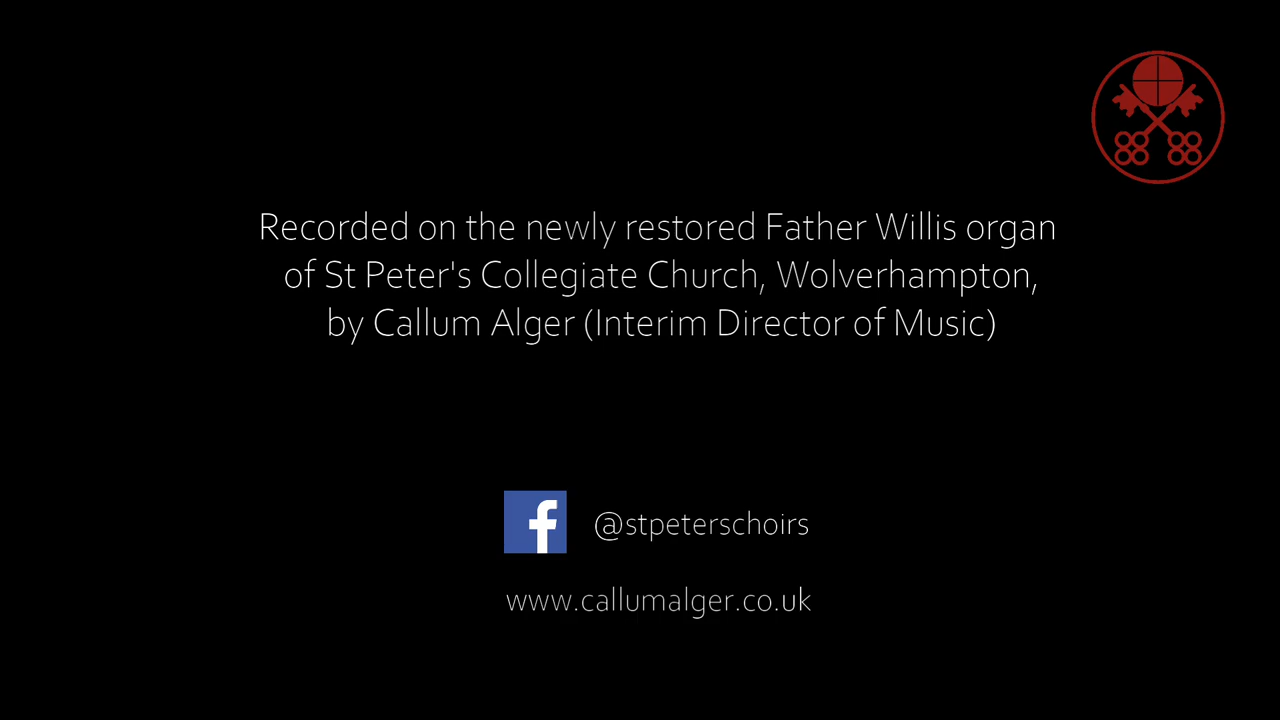 Recorded on the newly restored Father Willis organ
of St Peter's Collegiate Church, Wolverhampton,
by Callum Alger (Interim Director of Music)
@stpeterschoirs
www.callumalger.co.uk